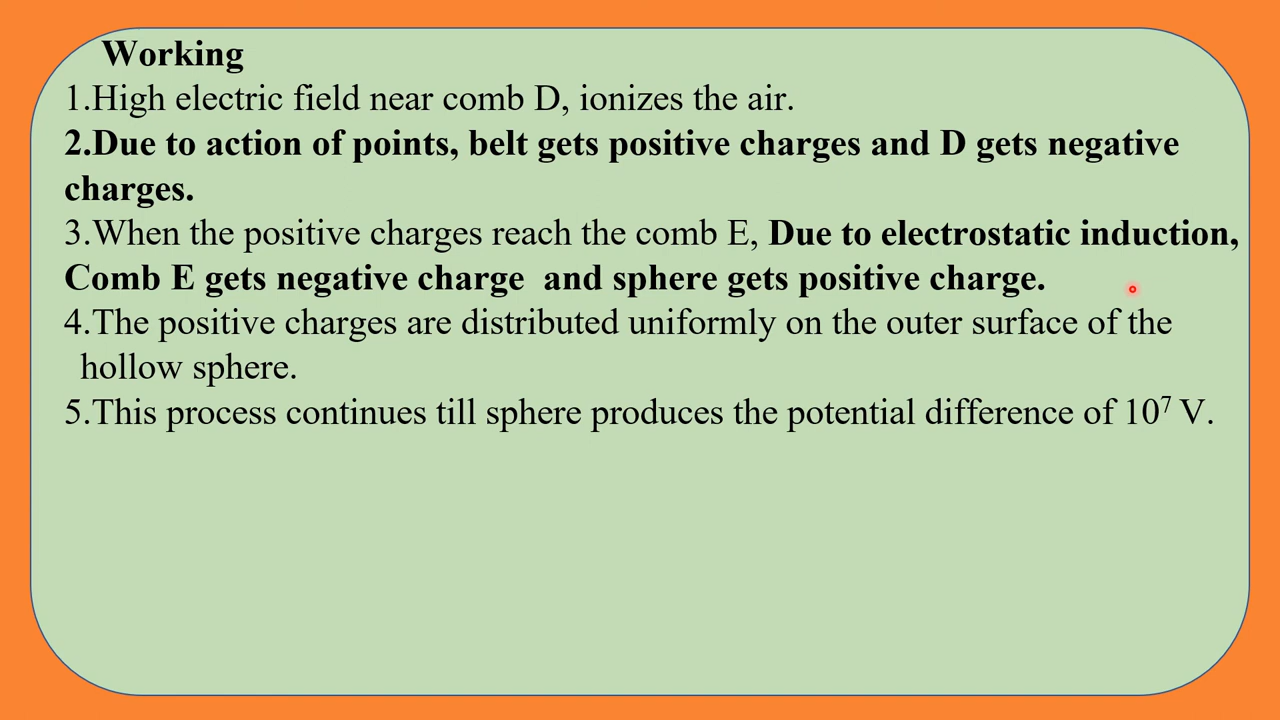 Working
1.High electric field near comb D, ionizes the air.
2.Due to action of points, belt gets positive charges and D gets negative
charges.
3.When the positive charges reach the comb E, Due to electrostatic induction,
Comb E gets negative charge  and sphere gets positive charge.
4.The positive charges are distributed uniformly on the outer surface of the
hollow sphere.
5.This process continues till sphere produces the potential difference of 10⁷ V.